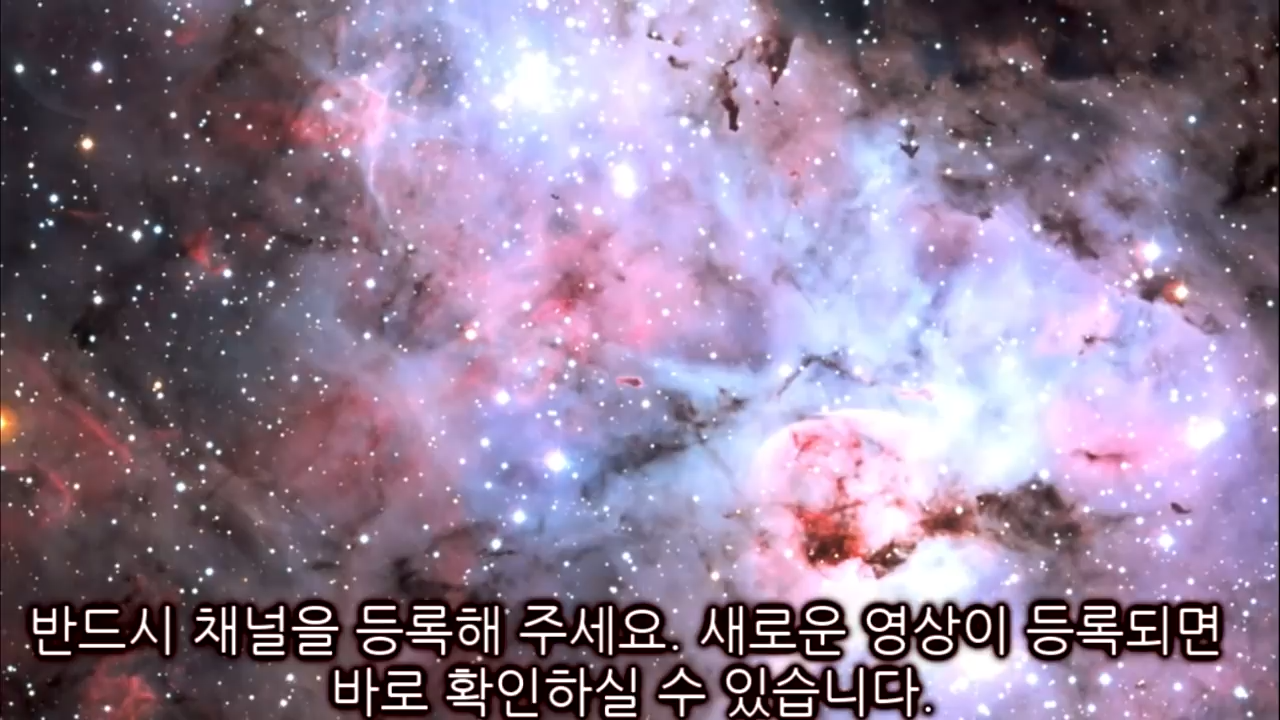 반드시 채널을 등록해 주세요. 새로운 영상이 등록되면
바로 확인하실 수 있습니다.